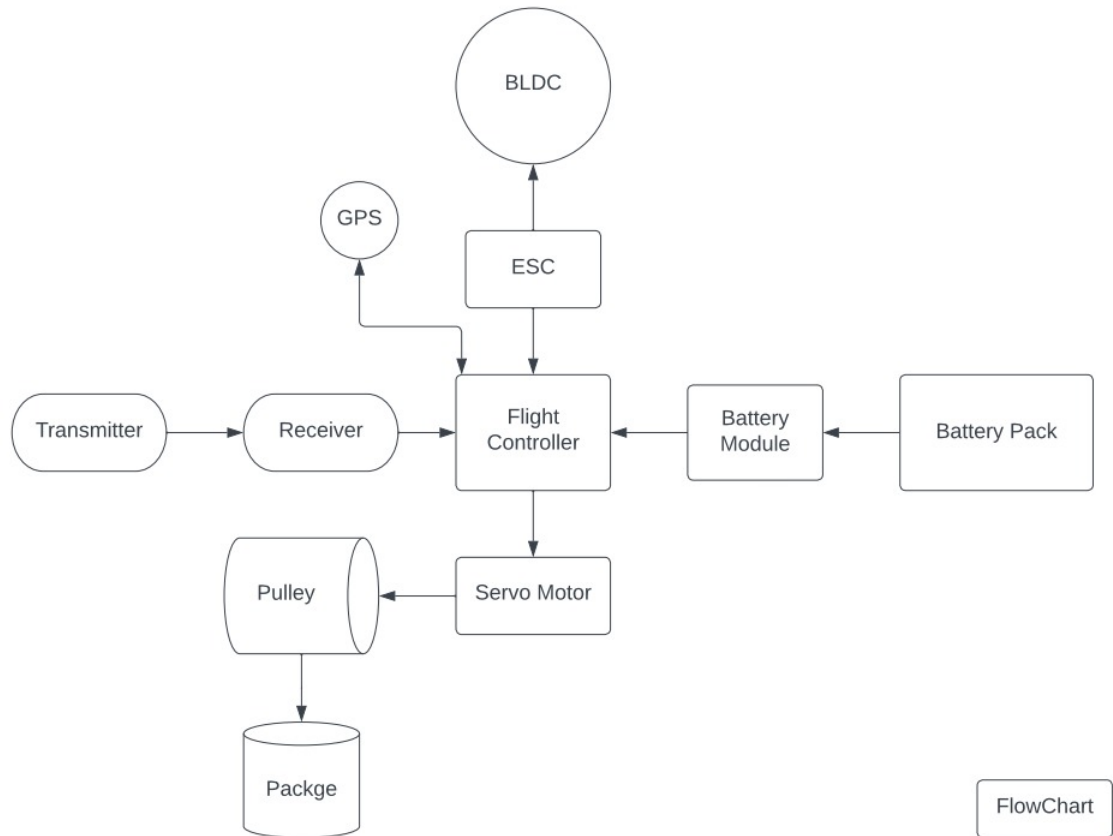 BLDC
GPS
ESC
Transmitter
Receiver
Flight
Controller
Battery
Module
Battery Pack
Pulley
Servo Motor
Packge
FlowChart